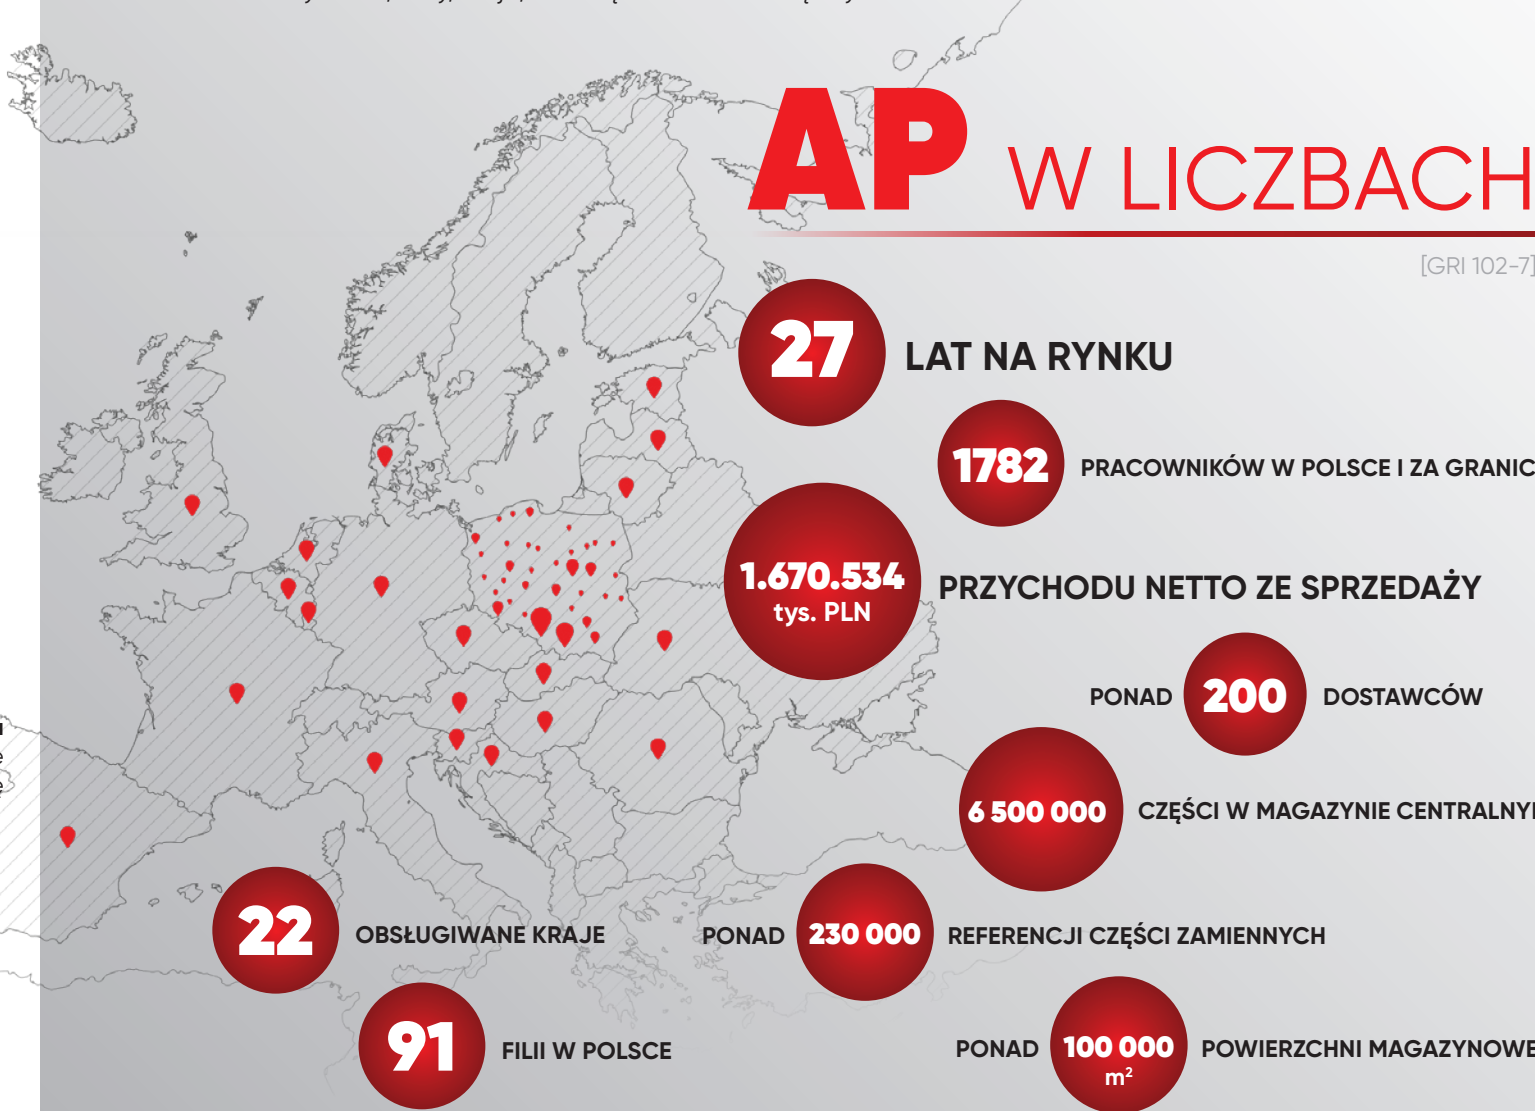 AP W LICZBACH
[GRI 102-7]
27 LAT NA RYNKU
1782 PRACOWNIKÓW W POLSCE I ZA GRANIC
1.670.534
tys. PLN
PRZYCHODU NETTO ZE SPRZEDAŻY
PONAD 200 DOSTAWCÓW
6 500 000 CZĘŚCI W MAGAZYNIE CENTRALNY
22 OBSŁUGIWANE KRAJE
PONAD 230 000 REFERENCJI CZĘŚCI ZAMIENNYCH
91 FILII W POLSCE
PONAD 100 000
m²
POWIERZCHNI MAGAZYNOWE